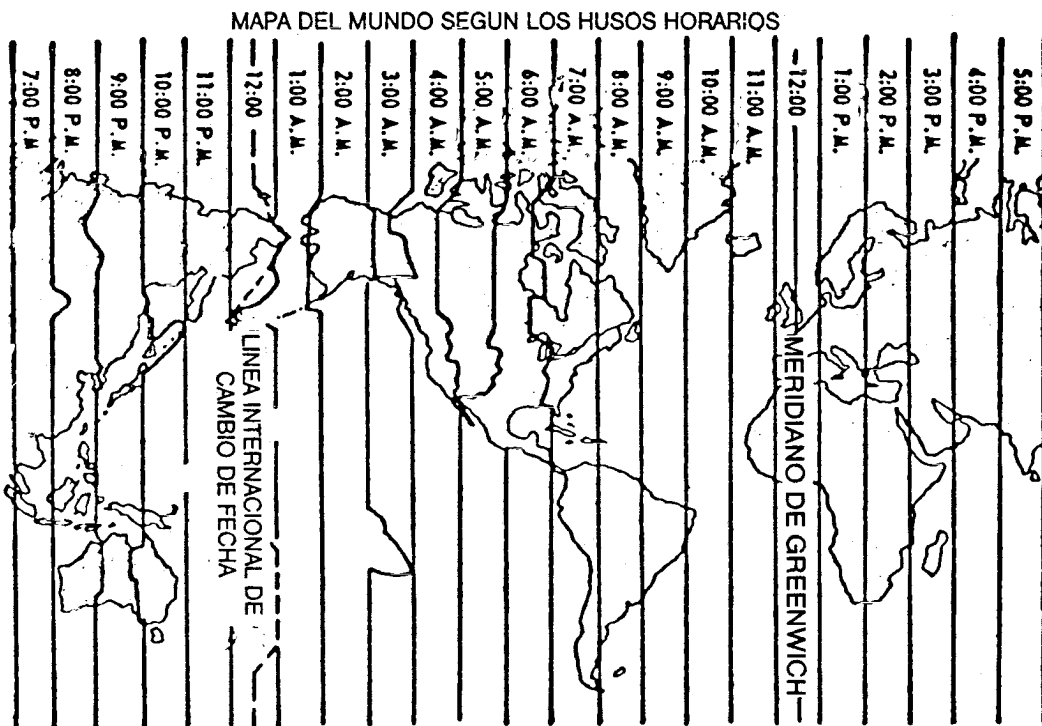 MAPA DEL MUNDO SEGUN LOS HUSOS HORARIOS
7:00 P.M.
8:00 P.M.
9:00 P.M.
10:00 P.M.
11:00 P.M.
12:00
1:00 A.M.
2:00 A.M.
3:00 A.M.
4:00 A.M.
5:00 A.M.
6:00 A.M.
7:00 A.M.
8:00 A.M.
9:00 A.M.
10:00 A.M.
11:00 A.M.
12:00
1:00 P.M.
2:00 P.M.
3:00 P.M.
4:00 P.M.
5:00 P.M.
LINEA INTERNACIONAL DE
CAMBIO DE FECHA
MERIDIANO DE GREENWICH